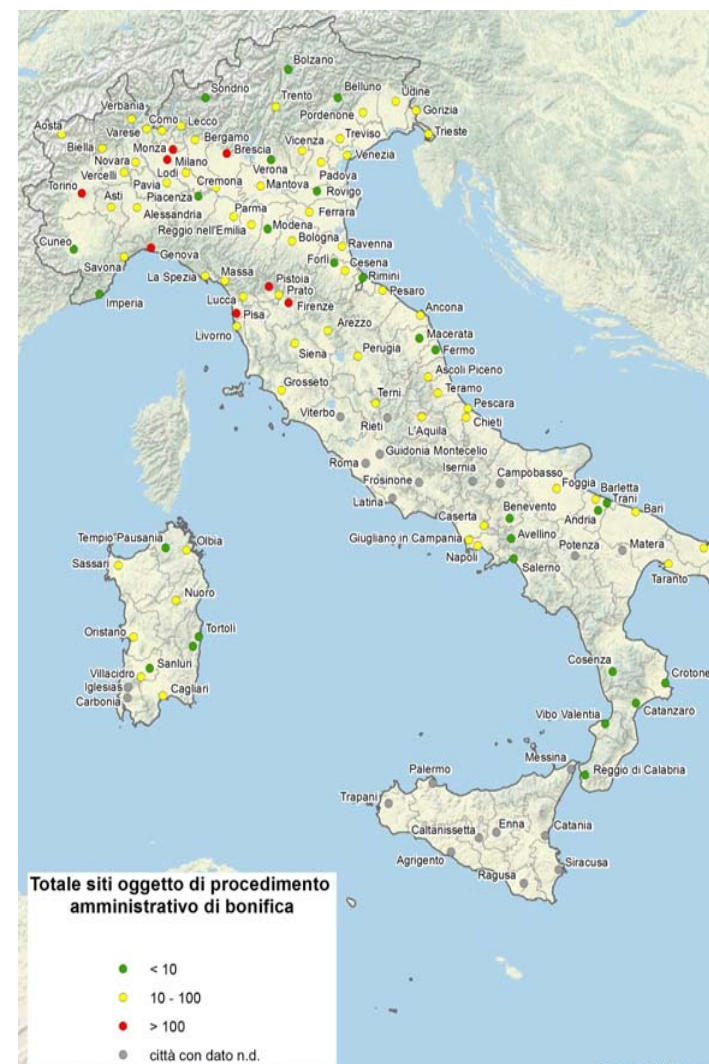 Bolzano
Sondrio
Belluno
Udine
Trento
Verbania
Pordenone
Gorizia
Como
Lecco
Aosta
Varese
Bergamo
Treviso
Trieste
Vicenza
Biella
Monza
Brescia
Venezia
Novara
Milano
Verona
Vercelli
Lodi
Padova
Torino
Pavia
Cremona
Mantova
Rovigo
Asti
Piacenza
Parma
Ferrara
Alessandria
Reggio nell'Emilia
Modena
Cuneo
Bologna
Ravenna
Genova
Forlì
Cesena
Savona
La Spezia
Massa
Pistoia
Rimini
Imperia
Lucca
Prato
Pesaro
Pisa
Firenze
Ancona
Livorno
Arezzo
Macerata
Siena
Perugia
Fermo
Ascoli Piceno
Grosseto
Terni
Teramo
Viterbo
Pescara
Rieti
L'Aquila
Chieti
Guidonia Montecelio
Roma
Isernia
Campobasso
Frosinone
Foggia
Barletta
Latina
Trani
Benevento
Andria
Bari
Caserta
Giugliano in Campania
Avellino
Potenza
Matera
Napoli
Salerno
Taranto
Tempio Pausania
Olbia
Sassari
Nuoro
Oristano
Tortolì
Sanluri
Villacidro
Iglesias
Cagliari
Carbonia
Cosenza
Crotone
Catanzaro
Vibo Valentia
Messina
Reggio di Calabria
Palermo
Trapani
Enna
Catania
Caltanissetta
Agrigento
Siracusa
Ragusa
Totale siti oggetto di procedimento
amministrativo di bonifica
< 10
10 - 100
> 100
città con dato n.d.